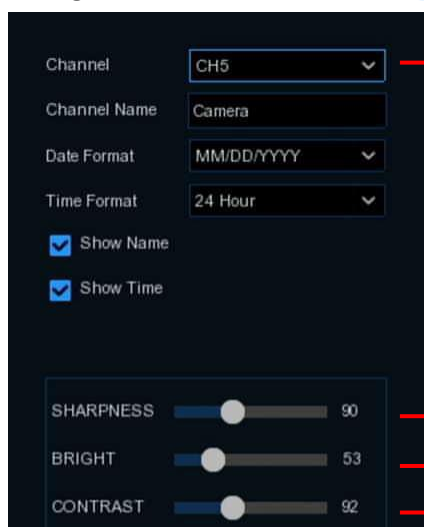 Channel CH5
Channel Name Camera
Date Format MM/DD/YYYY
Time Format 24 Hour
Show Name
Show Time
SHARPNESS 90
BRIGHT 53
CONTRAST 92